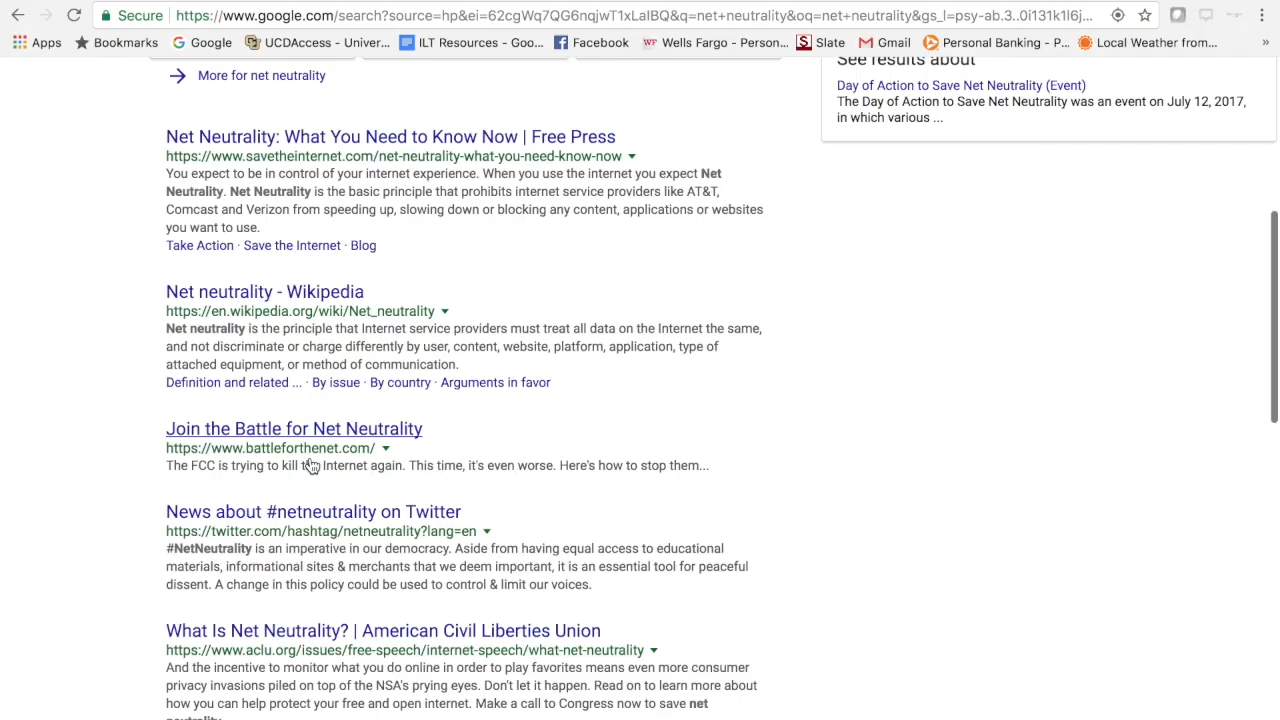 Secure https://www.google.com/search?source=hp&ei=62cgWq7QG6nqjwT1xLaIBQ&q=net+neutrality&oq=net+neutrality&gs_l=psy-ab.3..0i131k1l6j...
Apps Bookmarks Google UCDAccess - Univer... ILT Resources - Goo... Facebook Wells Fargo - Person... Slate Gmail Personal Banking - P... Local Weather from... »
See results about
More for net neutrality
Day of Action to Save Net Neutrality (Event)
The Day of Action to Save Net Neutrality was an event on July 12, 2017,
in which various ...
Net Neutrality: What You Need to Know Now | Free Press
https://www.savetheinternet.com/net-neutrality-what-you-need-know-now
You expect to be in control of your internet experience. When you use the internet you expect Net
Neutrality. Net Neutrality is the basic principle that prohibits internet service providers like AT&T,
Comcast and Verizon from speeding up, slowing down or blocking any content, applications or websites
you want to use.
Take Action · Save the Internet · Blog
Net neutrality - Wikipedia
https://en.wikipedia.org/wiki/Net_neutrality
Net neutrality is the principle that Internet service providers must treat all data on the Internet the same,
and not discriminate or charge differently by user, content, website, platform, application, type of
attached equipment, or method of communication.
Definition and related ... · By issue · By country · Arguments in favor
Join the Battle for Net Neutrality
https://www.battleforthenet.com/
The FCC is trying to kill the Internet again. This time, it's even worse. Here's how to stop them...
News about #netneutrality on Twitter
https://twitter.com/hashtag/netneutrality?lang=en
#NetNeutrality is an imperative in our democracy. Aside from having equal access to educational
materials, informational sites & merchants that we deem important, it is an essential tool for peaceful
dissent. A change in this policy could be used to control & limit our voices.
What Is Net Neutrality? | American Civil Liberties Union
https://www.aclu.org/issues/free-speech/internet-speech/what-net-neutrality
And the incentive to monitor what you do online in order to play favorites means even more consumer
privacy invasions piled on top of the NSA's prying eyes. Don't let it happen. Read on to learn more about
how you can help protect your free and open internet. Make a call to Congress now to save net
neutrality.